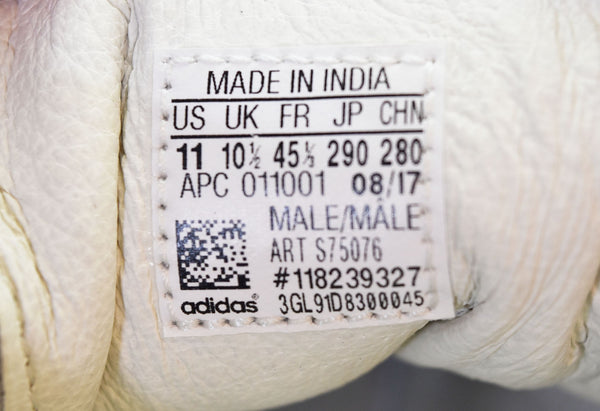 MADE IN INDIA
US UK FR JP CHN
11 10½ 45⅓ 290 280
APC 011001 08/17
MALE/MÂLE
ART S75076
#118239327
adidas® 3GL91D8300045